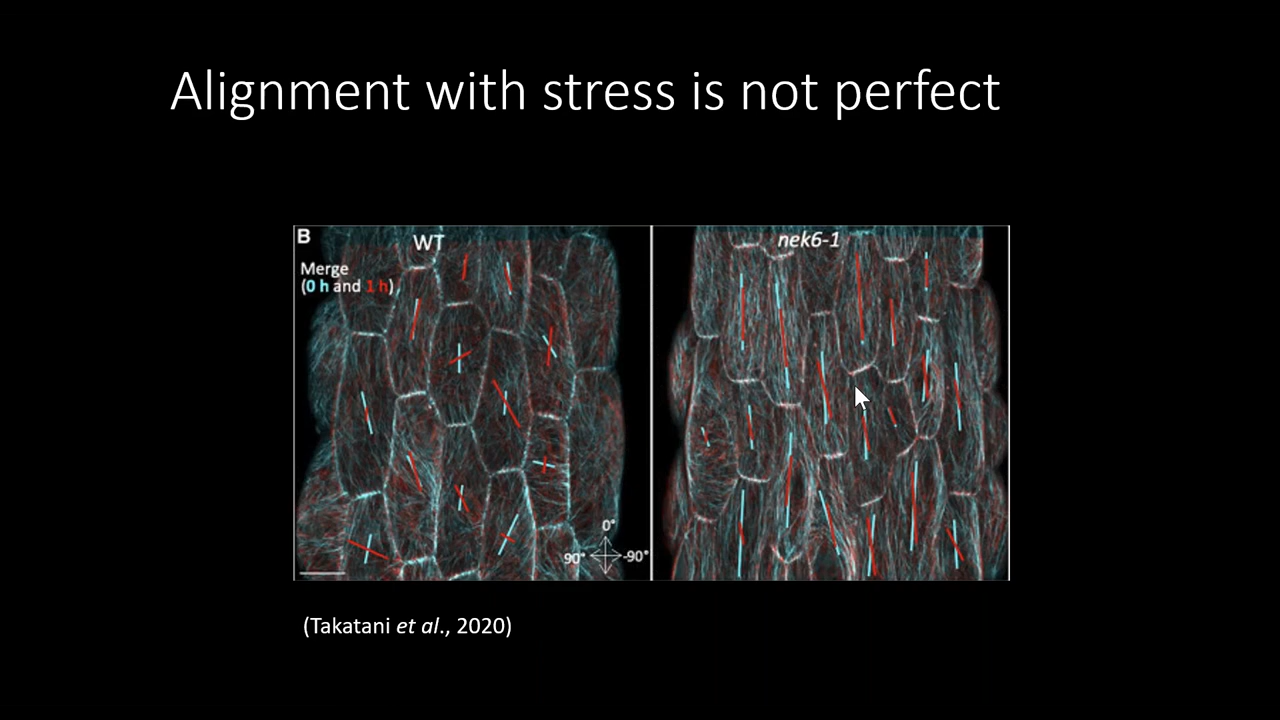 Alignment with stress is not perfect
B
WT
nek6-1
Merge
(0 h and 1 h)
0°
90°
-90°
(Takatani et al., 2020)